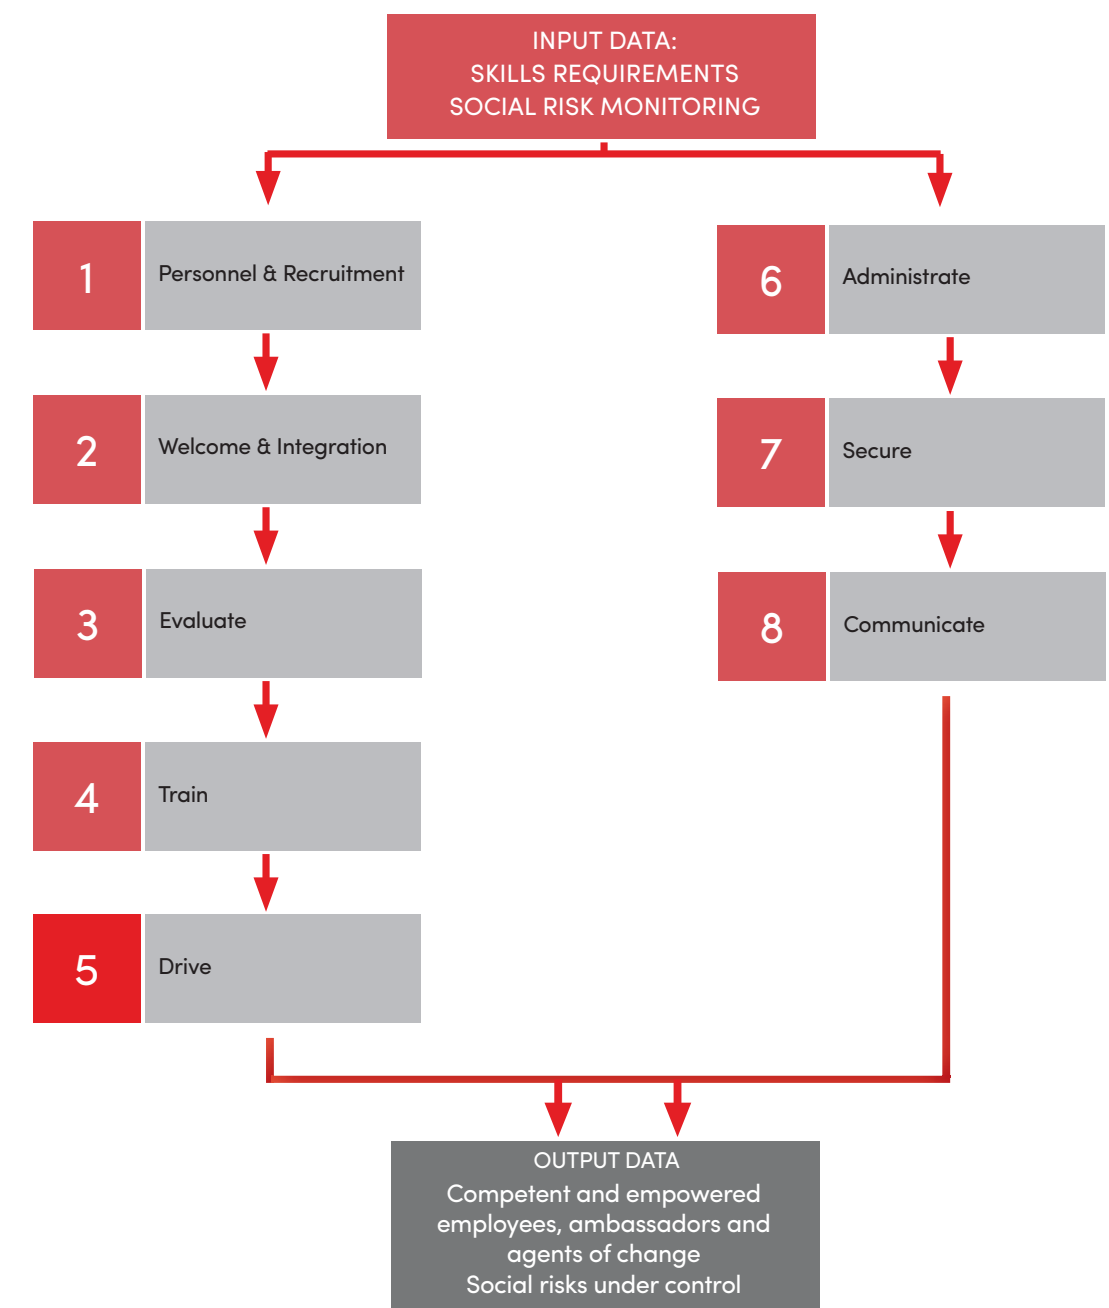 INPUT DATA:
SKILLS REQUIREMENTS
SOCIAL RISK MONITORING
1
Personnel & Recruitment
2
Welcome & Integration
3
Evaluate
4
Train
5
Drive
6
Administrate
7
Secure
8
Communicate
OUTPUT DATA
Competent and empowered
employees, ambassadors and
agents of change
Social risks under control